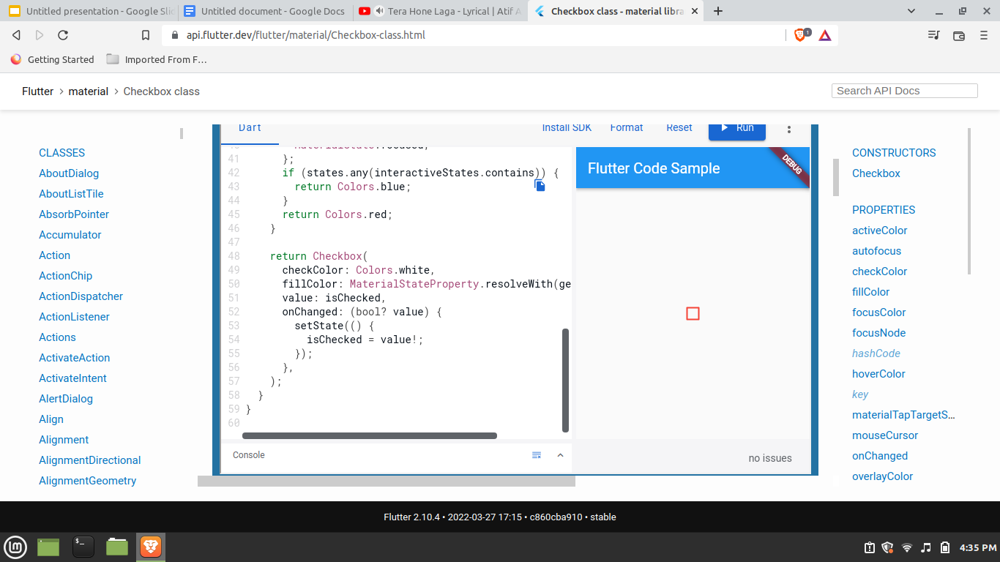 Untitled presentation - Google Slid
Untitled document - Google Docs
Tera Hone Laga - Lyrical | Atif A
Checkbox class - material libra
api.flutter.dev/flutter/material/Checkbox-class.html
1
Getting Started
Imported From F…
Flutter > material > Checkbox class
Search API Docs
CLASSES
AboutDialog
AboutListTile
AbsorbPointer
Accumulator
Action
ActionChip
ActionDispatcher
ActionListener
Actions
ActivateAction
ActivateIntent
AlertDialog
Align
Alignment
AlignmentDirectional
AlignmentGeometry
Dart
Install SDK
Format
Reset
Run
40 MaterialState.focused,
41 };
42 if (states.any(interactiveStates.contains)) {
43 return Colors.blue;
44 }
45 return Colors.red;
46 }
47
48 return Checkbox(
49 checkColor: Colors.white,
50 fillColor: MaterialStateProperty.resolveWith(ge
51 value: isChecked,
52 onChanged: (bool? value) {
53 setState(() {
54 isChecked = value!;
55 });
56 },
57 );
58 }
59 }
60
Console
Flutter Code Sample
DEBUG
no issues
CONSTRUCTORS
Checkbox
PROPERTIES
activeColor
autofocus
checkColor
fillColor
focusColor
focusNode
hashCode
hoverColor
key
materialTapTargetS…
mouseCursor
onChanged
overlayColor
Flutter 2.10.4 • 2022-03-27 17:15 • c860cba910 • stable
4:35 PM